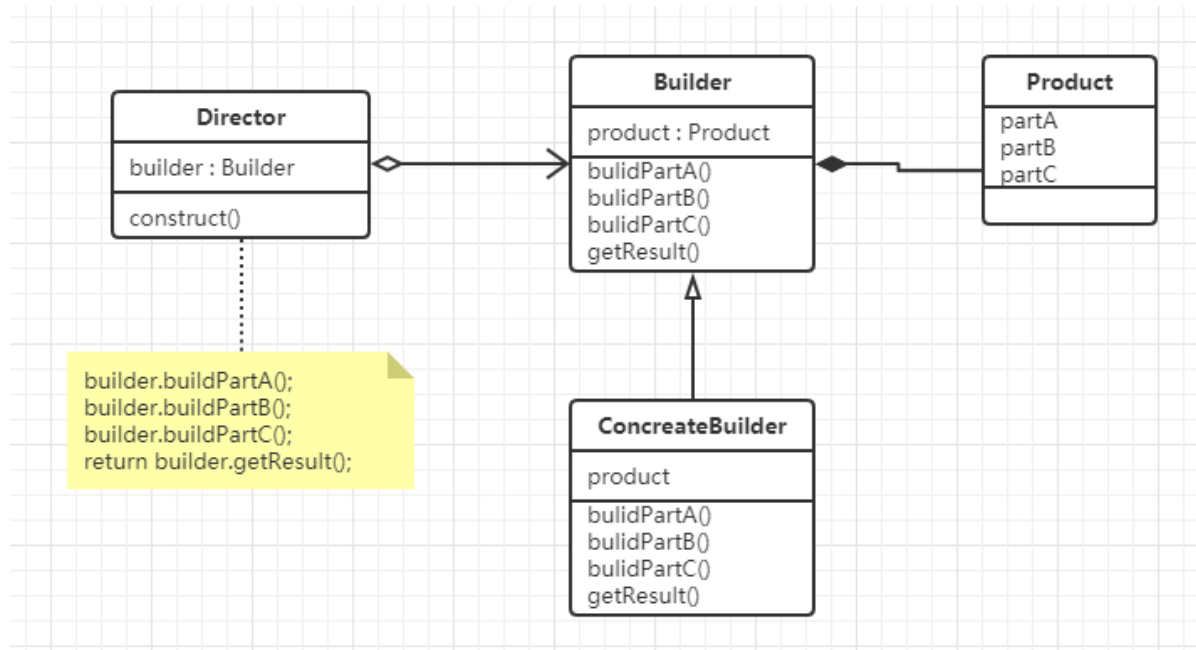 Director
builder : Builder
construct()
builder.buildPartA();
builder.buildPartB();
builder.buildPartC();
return builder.getResult();
Builder
product : Product
bulidPartA()
bulidPartB()
bulidPartC()
getResult()
Product
partA
partB
partC
ConcreateBuilder
product
bulidPartA()
bulidPartB()
bulidPartC()
getResult()